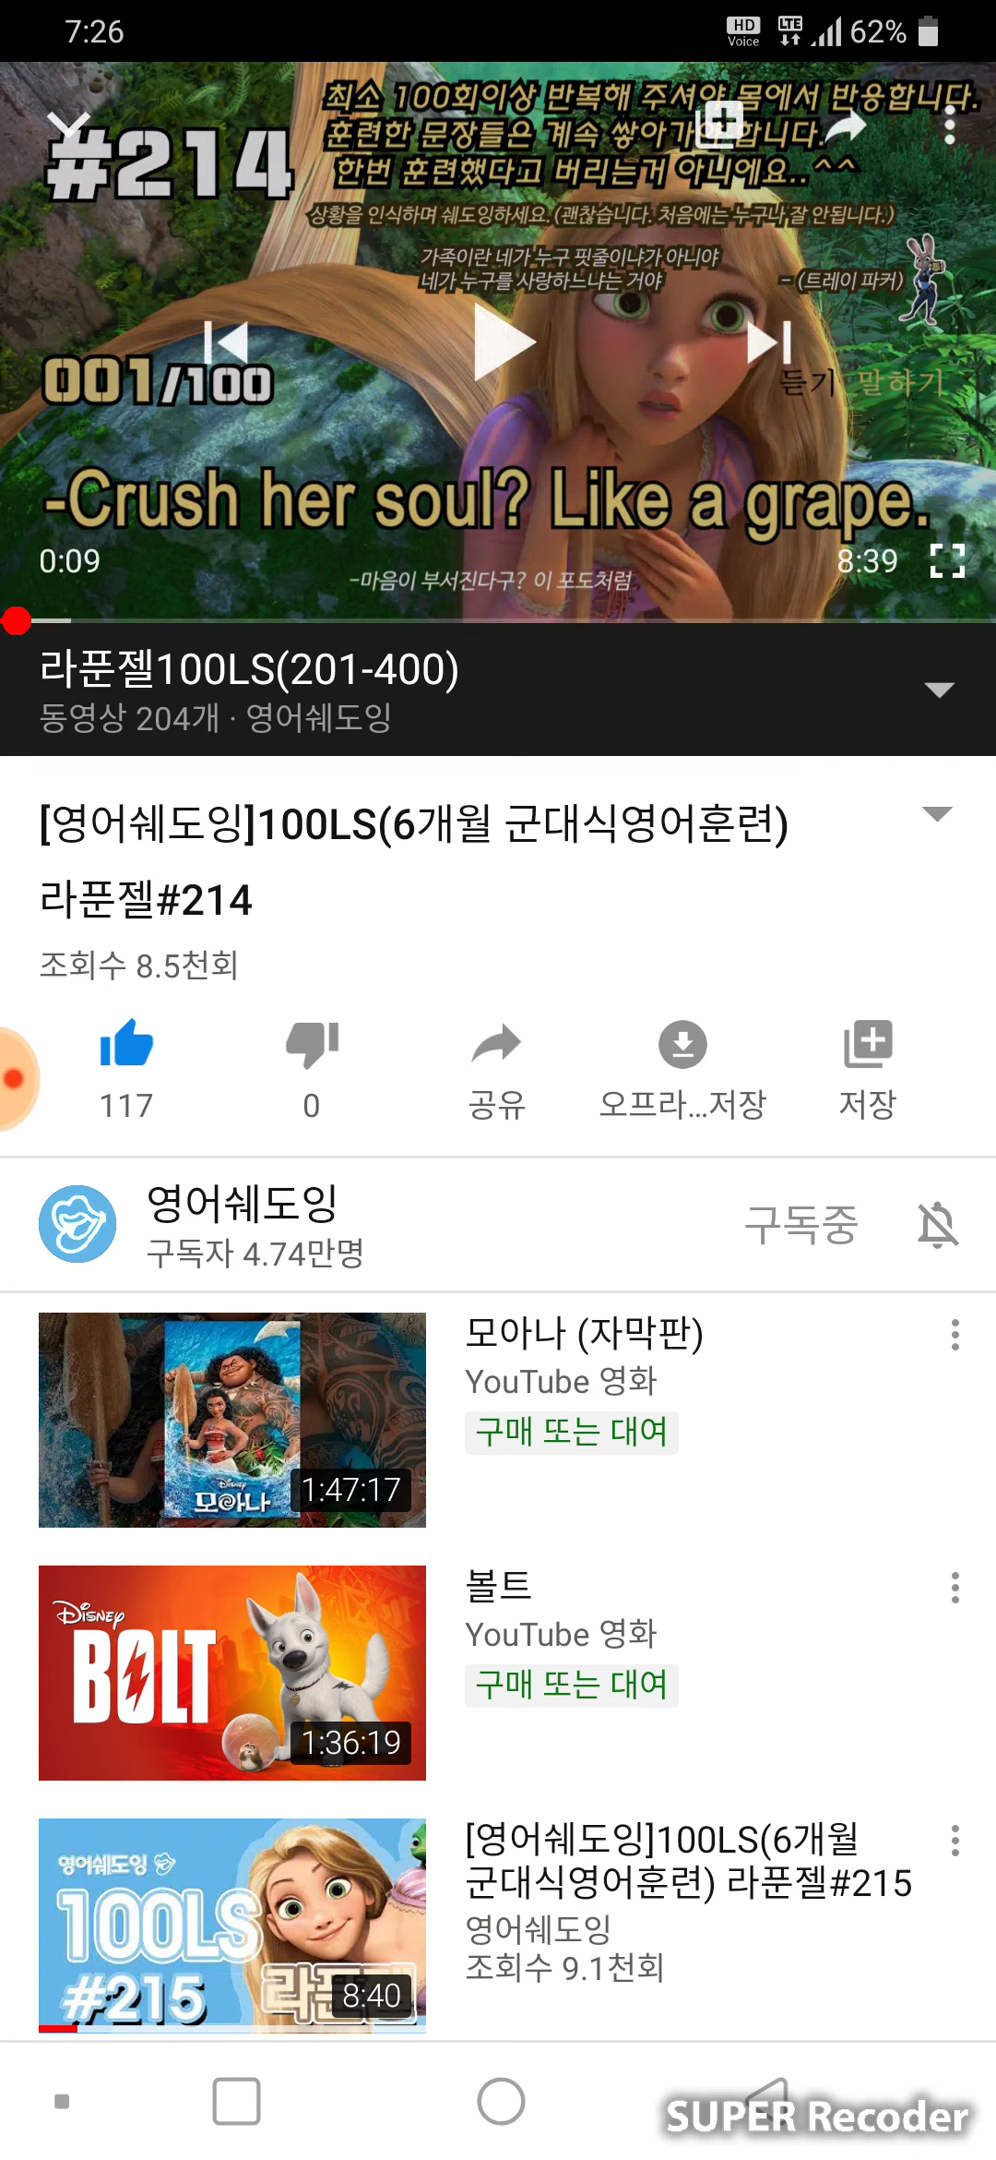 7:26
HD Voice LTE 62%
최소 100회이상 반복해 주셔야 몸에서 반응합니다.
#214
훈련한 문장들은 계속 쌓아가야 합니다.
한번 훈련했다고 버리는거 아니에요..^^
상황을 인식하며 쉐도잉하세요.(괜찮습니다. 처음에는 누구나 잘 안됩니다.)
가족이란 네가 누구 핏줄이냐가 아니야
네가 누구를 사랑하느냐는 거야
- (트레이 파커)
001/100
듣기 말하기
-Crush her soul? Like a grape.
0:09
8:39
-마음이 부서진다구? 이 포도처럼
라푼젤100LS(201-400)
동영상 204개 · 영어쉐도잉
[영어쉐도잉]100LS(6개월 군대식영어훈련)
라푼젤#214
조회수 8.5천회
117
0
공유
오프라...저장
저장
영어쉐도잉
구독자 4.74만명
구독중
모아나 (자막판)
YouTube 영화
구매 또는 대여
Disney
모아나
1:47:17
볼트
YouTube 영화
구매 또는 대여
Disney
BOLT
1:36:19
[영어쉐도잉]100LS(6개월
군대식영어훈련) 라푼젤#215
영어쉐도잉
조회수 9.1천회
영어쉐도잉
100LS
#215
라푼젤
8:40
SUPER Recoder